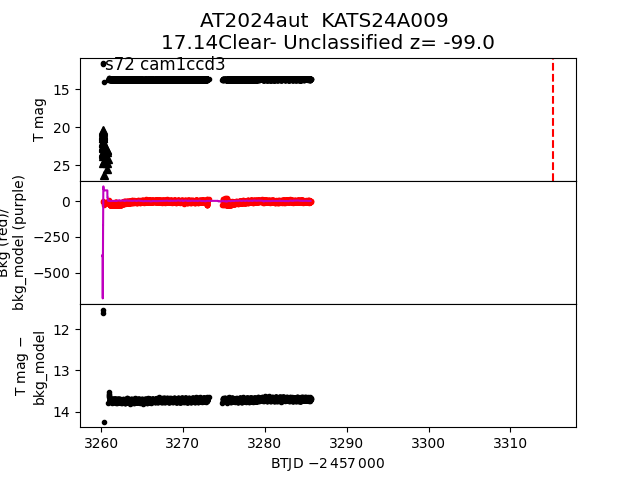 AT2024aut  KATS24A009
17.14Clear- Unclassified z= -99.0
s72 cam1ccd3
T mag
15
20
25
Bkg (red)/
bkg_model (purple)
0
−250
−500
T mag −
bkg_model
12
13
14
3260 3270 3280 3290 3300 3310
BTJD −2 457 000